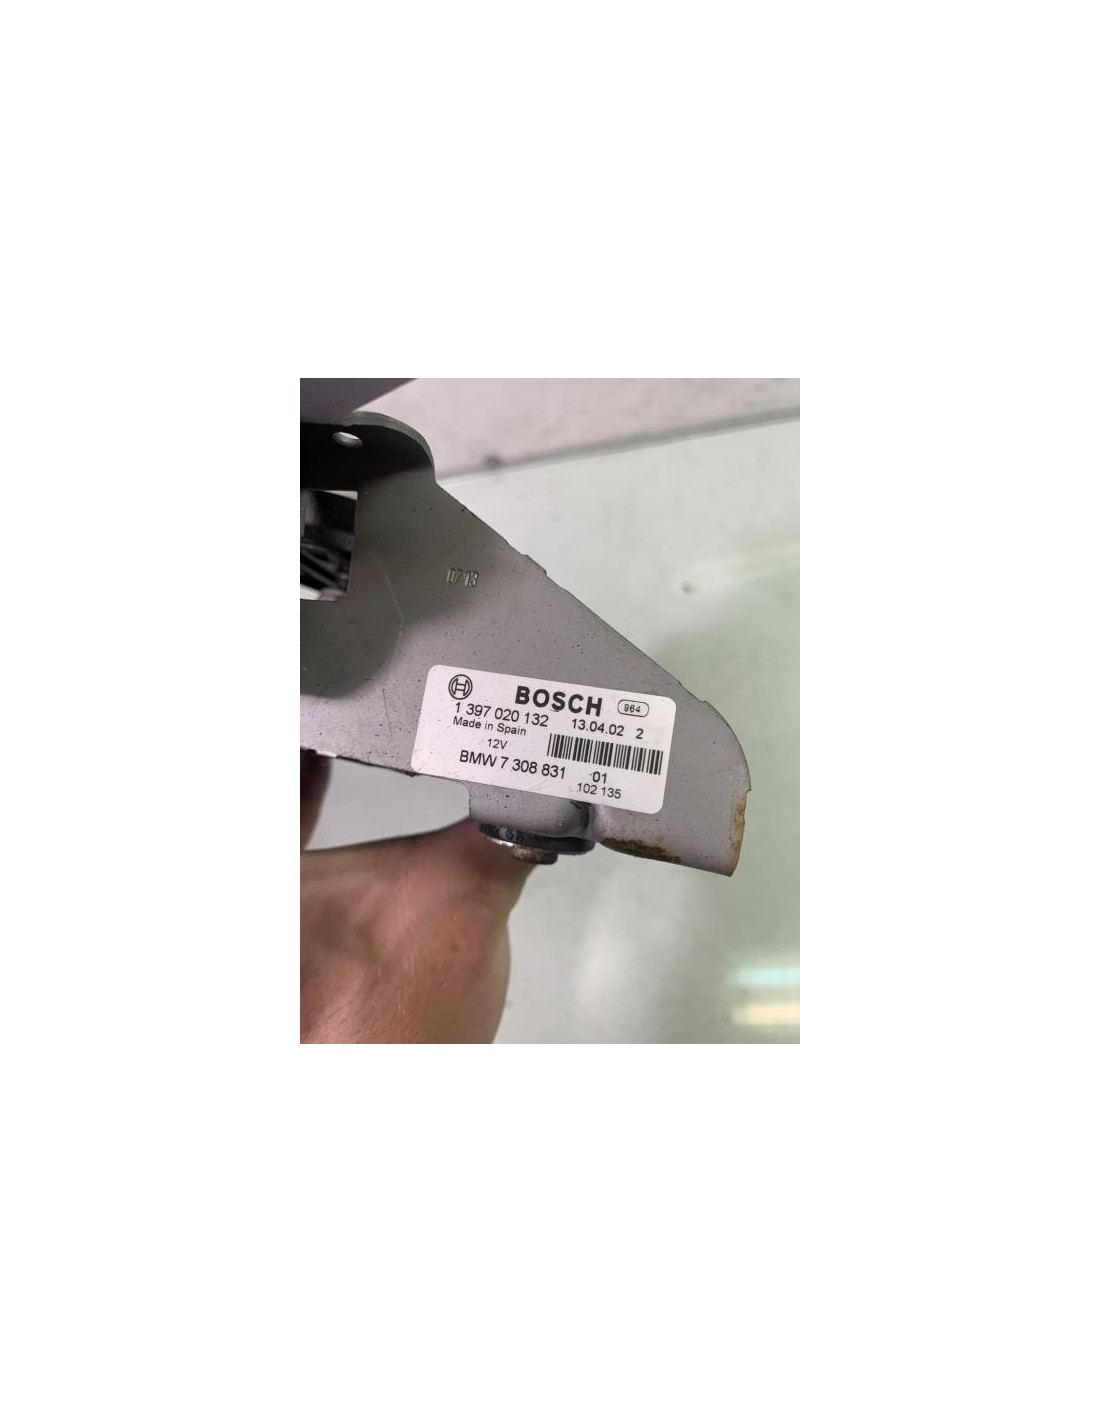 0713
BOSCH 964
1 397 020 132 13.04.02 2
Made in Spain
12V
BMW 7 308 831 01
102 135